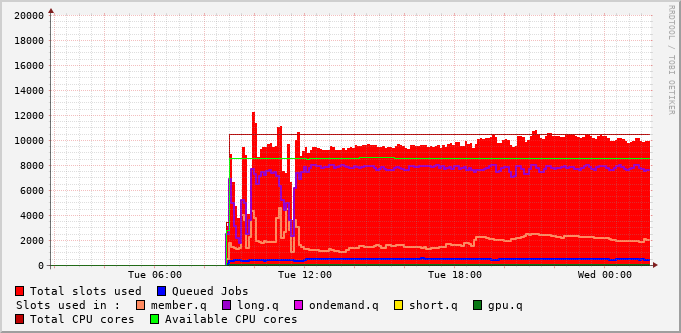 20000
18000
16000
14000
12000
10000
8000
6000
4000
2000
0
Tue 06:00 Tue 12:00 Tue 18:00 Wed 00:00
RRDTOOL / TOBI OETIKER
Total slots used Queued Jobs
Slots used in : member.q long.q ondemand.q short.q gpu.q
Total CPU cores Available CPU cores